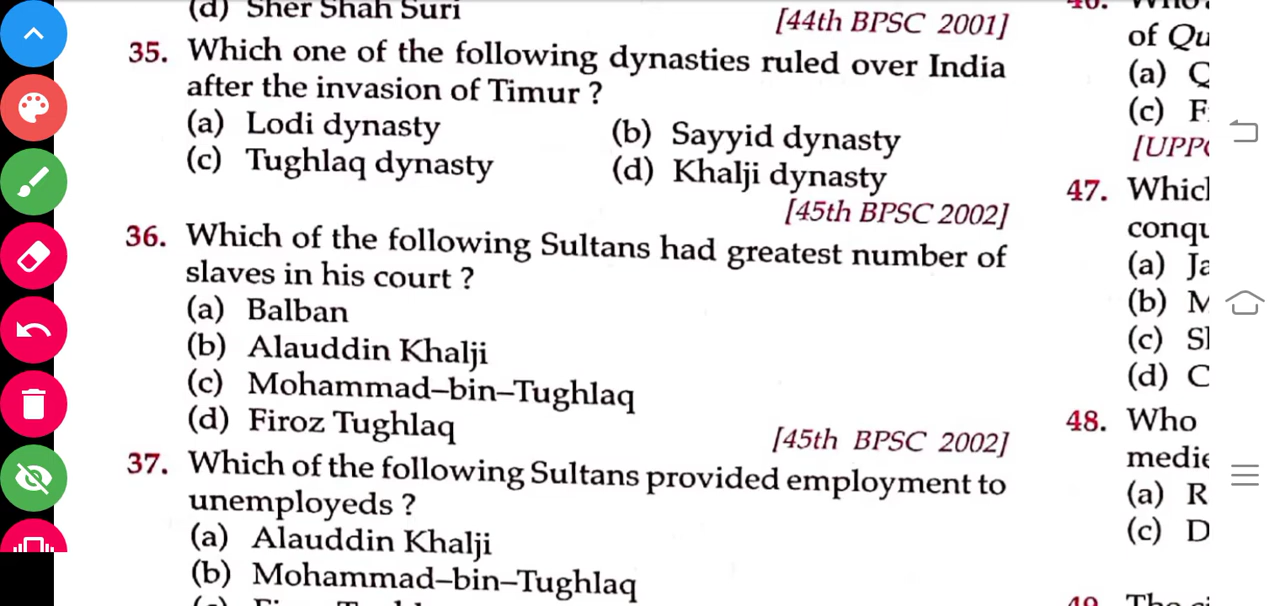 (d) Sher Shah Suri
[44th BPSC 2001]
35. Which one of the following dynasties ruled over India
after the invasion of Timur ?
(a) Lodi dynasty (b) Sayyid dynasty
(c) Tughlaq dynasty (d) Khalji dynasty
[45th BPSC 2002]
36. Which of the following Sultans had greatest number of
slaves in his court ?
(a) Balban
(b) Alauddin Khalji
(c) Mohammad–bin–Tughlaq
(d) Firoz Tughlaq
[45th BPSC 2002]
37. Which of the following Sultans provided employment to
unemployeds ?
(a) Alauddin Khalji
(b) Mohammad–bin–Tughlaq
of Qu
(a)
(c) F
[UPP
47.
(a) Ja
(b) M
(c)
(d) C
48. Who
(a) R
(c) D